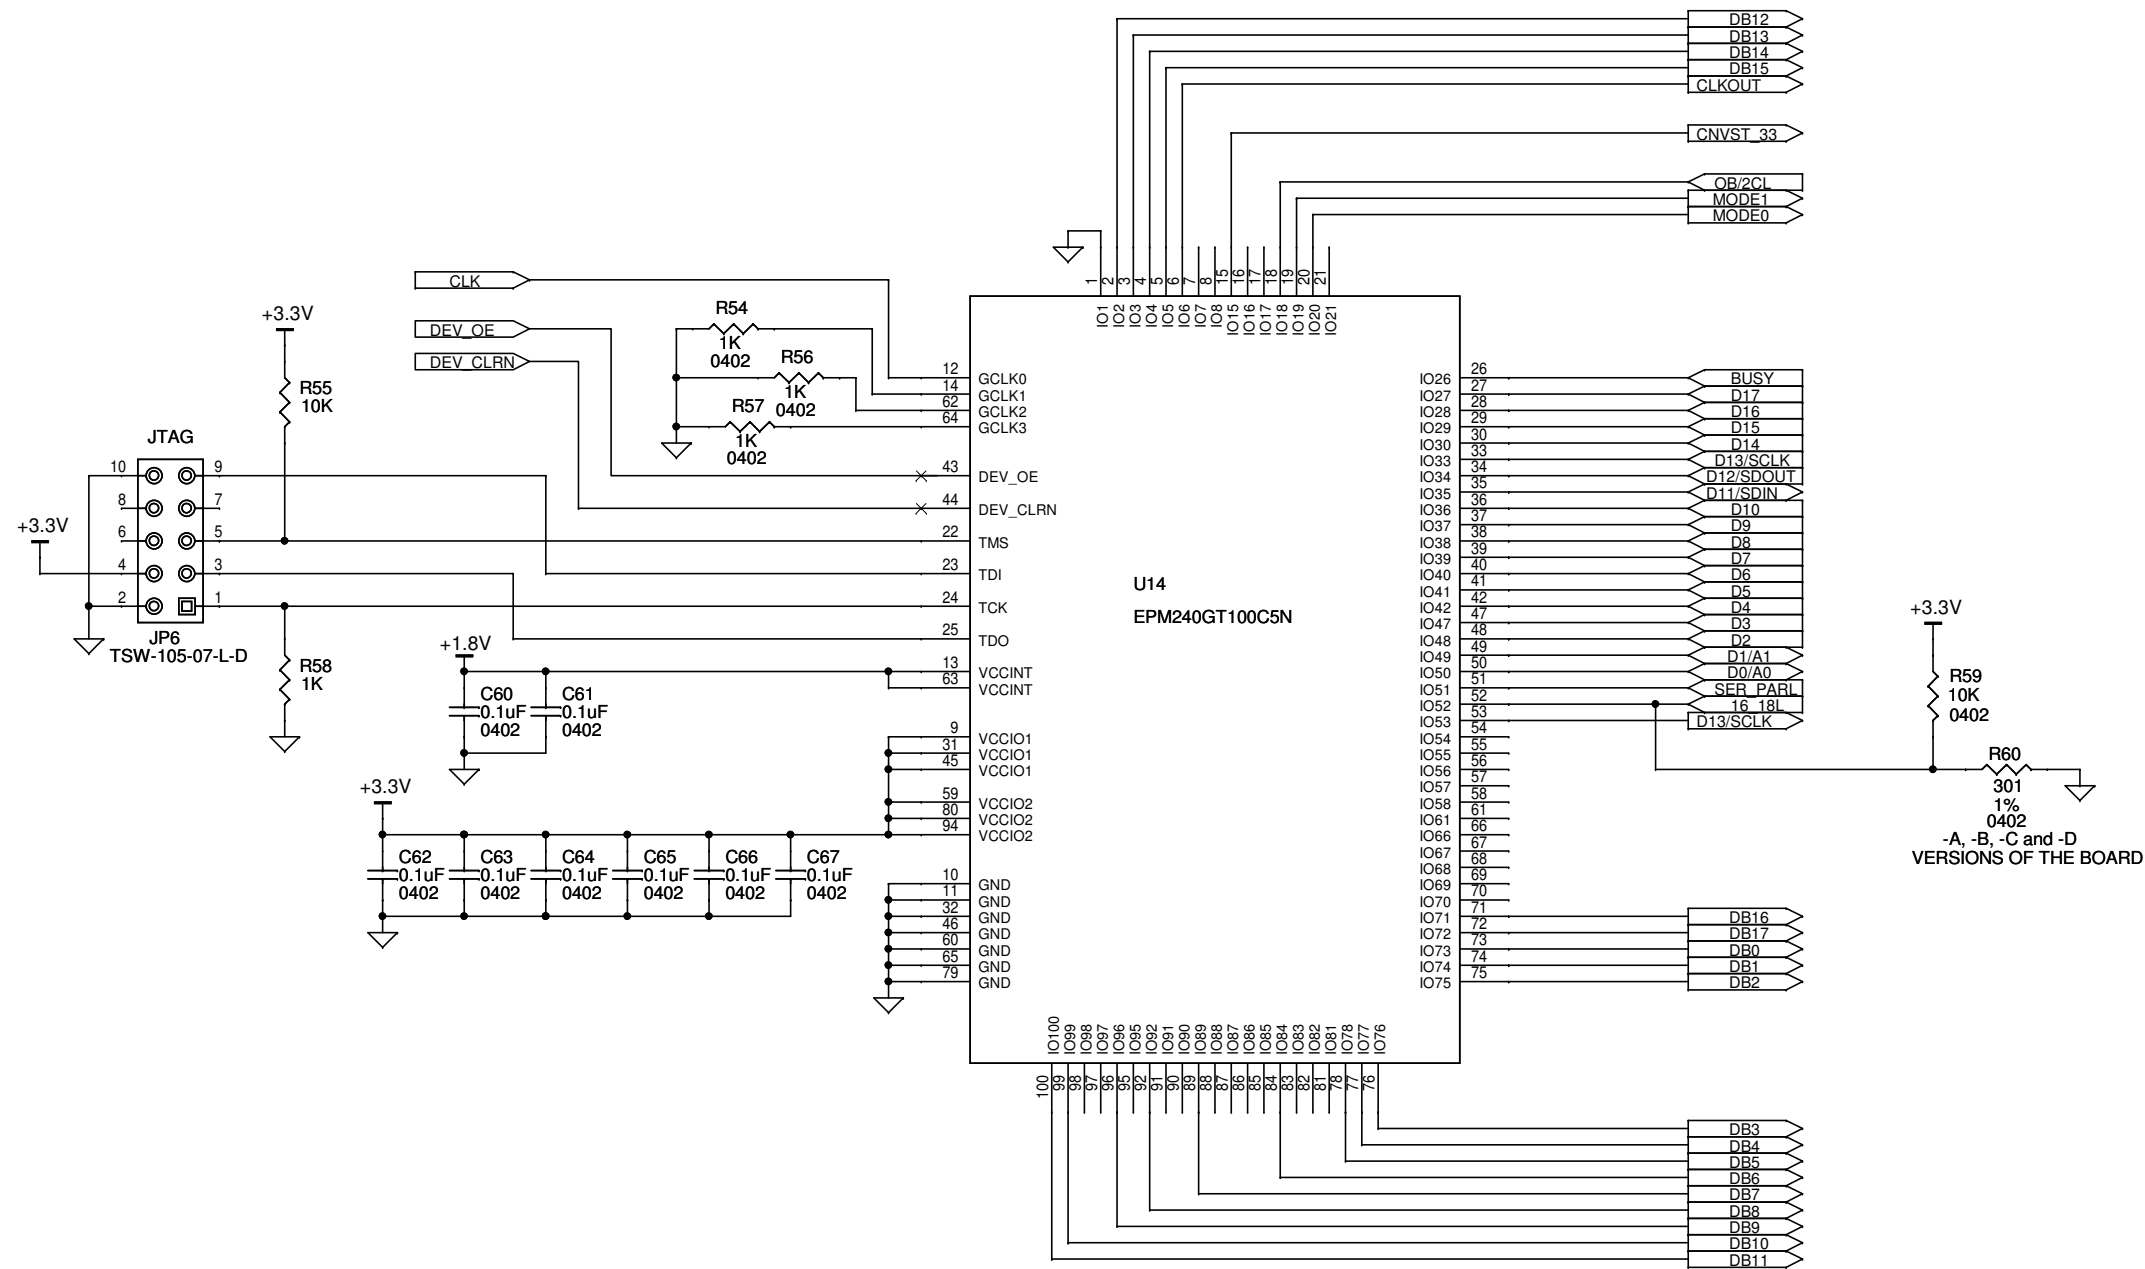 DB12
DB13
DB14
DB15
CLKOUT
CNVST_33
OB/2CL
MODE1
MODE0
1
2
3
4
5
6
7
8
15
16
17
18
19
20
21
IO1
IO2
IO3
IO4
IO5
IO6
IO7
IO8
IO15
IO16
IO17
IO18
IO19
IO20
IO21
CLK
DEV_OE
DEV_CLRN
R54
1K
0402
R56
1K
0402
R57
1K
0402
+3.3V
R55
10K
JTAG
10 9
8 7
6 5
4 3
2 1
+3.3V
JP6
TSW-105-07-L-D
R58
1K
12 GCLK0
14 GCLK1
62 GCLK2
64 GCLK3
43 DEV_OE
44 DEV_CLRN
22 TMS
23 TDI
24 TCK
25 TDO
13 VCCINT
63 VCCINT
9 VCCIO1
31 VCCIO1
45 VCCIO1
59 VCCIO2
80 VCCIO2
94 VCCIO2
10 GND
11 GND
32 GND
46 GND
60 GND
65 GND
79 GND
+1.8V
C60
0.1uF
0402
C61
0.1uF
0402
+3.3V
C62
0.1uF
0402
C63
0.1uF
0402
C64
0.1uF
0402
C65
0.1uF
0402
C66
0.1uF
0402
C67
0.1uF
0402
U14
EPM240GT100C5N
IO26 26 BUSY
IO27 27 D17
IO28 28 D16
IO29 29 D15
IO30 30 D14
IO33 33 D13/SCLK
IO34 34 D12/SDOUT
IO35 35 D11/SDIN
IO36 36 D10
IO37 37 D9
IO38 38 D8
IO39 39 D7
IO40 40 D6
IO41 41 D5
IO42 42 D4
IO47 47 D3
IO48 48 D2
IO49 49 D1/A1
IO50 50 D0/A0
IO51 51 SER_PARL
IO52 52 16_18L
IO53 53 D13/SCLK
IO54 54
IO55 55
IO56 56
IO57 57
IO58 58
IO61 61
IO66 66
IO67 67
IO68 68
IO69 69
IO70 70
IO71 71 DB16
IO72 72 DB17
IO73 73 DB0
IO74 74 DB1
IO75 75 DB2
+3.3V
R59
10K
0402
R60
301
1%
0402
-A, -B, -C and -D
VERSIONS OF THE BOARD
IO100
IO99
IO98
IO97
IO96
IO95
IO92
IO91
IO90
IO89
IO88
IO87
IO86
IO85
IO84
IO83
IO82
IO81
IO78
IO77
IO76
100
99
98
97
96
95
92
91
90
89
88
87
86
85
84
83
82
81
78
77
76
DB3
DB4
DB5
DB6
DB7
DB8
DB9
DB10
DB11